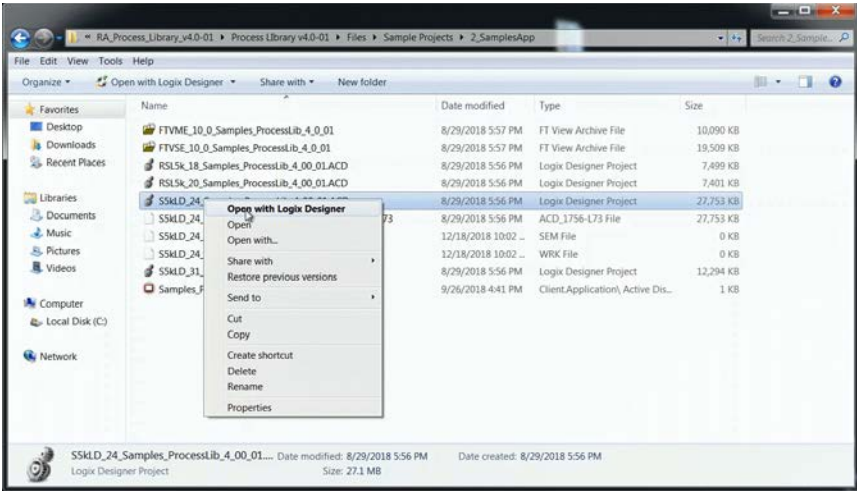 « RA_Process_Library_v4.0-01 ▸ Process LIbrary v4.0-01 ▸ Files ▸ Sample Projects ▸ 2_SamplesApp Search 2_Sample...
File Edit View Tools Help
Organize Open with Logix Designer Share with New folder
Favorites
Desktop
Downloads
Recent Places
Libraries
Documents
Music
Pictures
Videos
Computer
Local Disk (C:)
Network
Name Date modified Type Size
FTVME_10_0_Samples_ProcessLib_4_0_01 8/29/2018 5:57 PM FT View Archive File 10,090 KB
FTVSE_10_0_Samples_ProcessLib_4_0_01 8/29/2018 5:57 PM FT View Archive File 19,509 KB
RSL5k_18_Samples_ProcessLib_4_00_01.ACD 8/29/2018 5:56 PM Logix Designer Project 7,499 KB
RSL5k_20_Samples_ProcessLib_4_00_01.ACD 8/29/2018 5:56 PM Logix Designer Project 7,401 KB
S5kLD_24_ 8/29/2018 5:56 PM Logix Designer Project 27,753 KB
S5kLD_24_ 73 8/29/2018 5:56 PM ACD_1756-L73 File 27,753 KB
S5kLD_24_ 12/18/2018 10:02 ... SEM File 0 KB
S5kLD_24_ 12/18/2018 10:02 ... WRK File 0 KB
S5kLD_31_ 8/29/2018 5:56 PM Logix Designer Project 12,294 KB
Samples_P 9/26/2018 4:41 PM Client.Application\ Active Dis... 1 KB
Open with Logix Designer
Open
Open with...
Share with
Restore previous versions
Send to
Cut
Copy
Create shortcut
Delete
Rename
Properties
S5kLD_24_Samples_ProcessLib_4_00_01.... Date modified: 8/29/2018 5:56 PM Date created: 8/29/2018 5:56 PM
Logix Designer Project Size: 27.1 MB